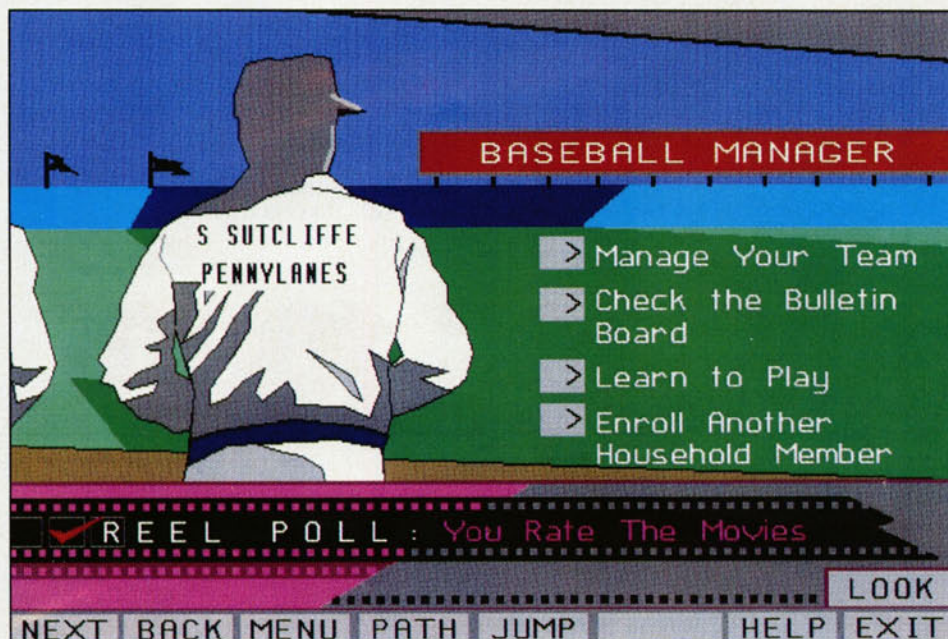 BASEBALL MANAGER
S SUTCLIFFE
PENNYLANES
> Manage Your Team
> Check the Bulletin
Board
> Learn to Play
> Enroll Another
Household Member
REEL POLL: You Rate The Movies
LOOK
NEXT BACK MENU PATH JUMP HELP EXIT